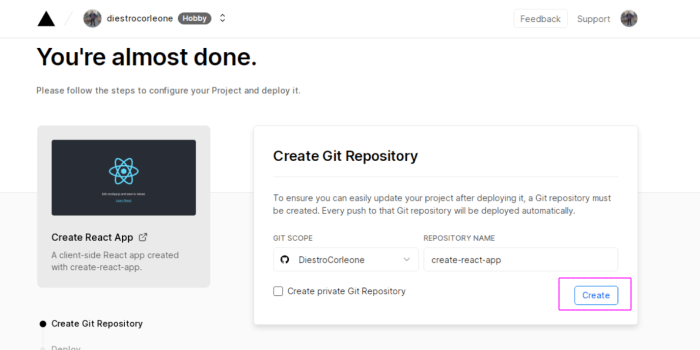 diestrocorleone Hobby Feedback Support
You're almost done.
Please follow the steps to configure your Project and deploy it.
Create React App
A client-side React app created
with create-react-app.
Create Git Repository
Deploy
Create Git Repository
To ensure you can easily update your project after deploying it, a Git repository must
be created. Every push to that Git repository will be deployed automatically.
GIT SCOPE REPOSITORY NAME
DiestroCorleone create-react-app
Create private Git Repository Create